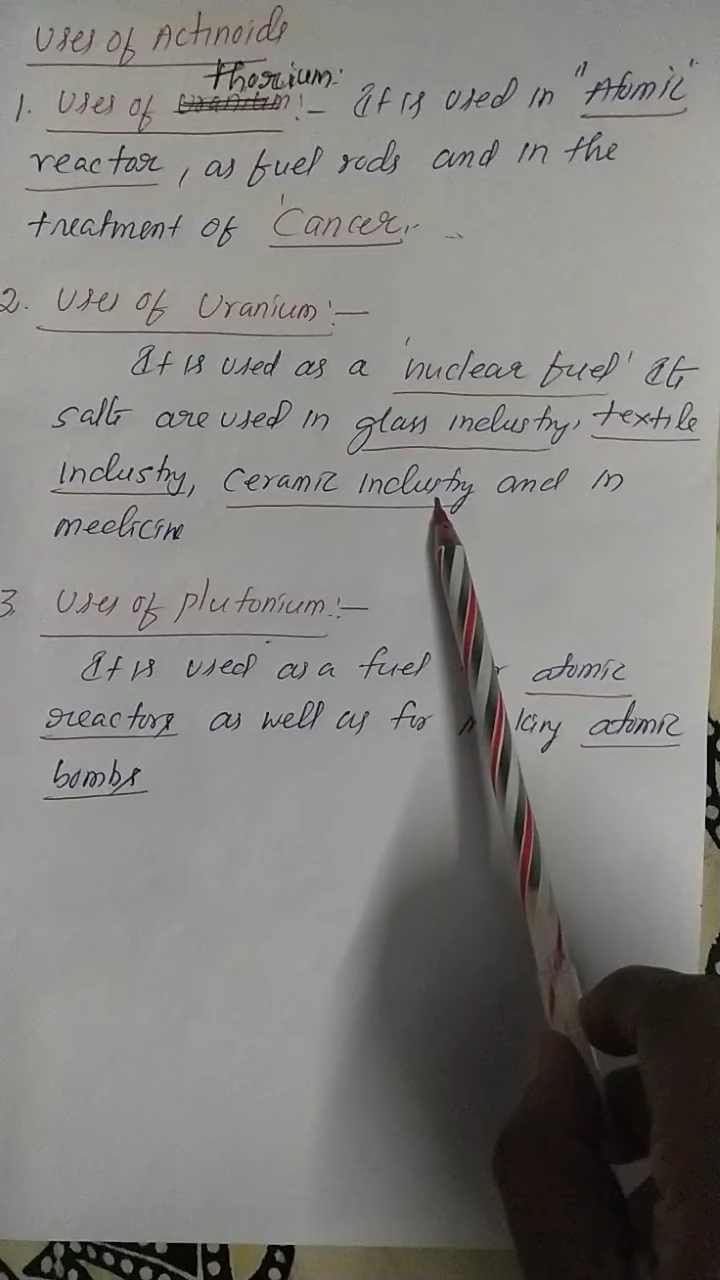 Uses of Actinoids
thorium:
1. Uses of uranium:- It is used in "Atomic"
reactor, as fuel rods and in the
treatment of 'Cancer'.
2. Uses of Uranium:-
It is used as a 'nuclear fuel' Its
salts are used in glass industry, textile
industry, ceramic industry and in
medicine
3. Uses of plutonium:-
It is used as a fuel atomic
reactors as well as for atomic
bombs